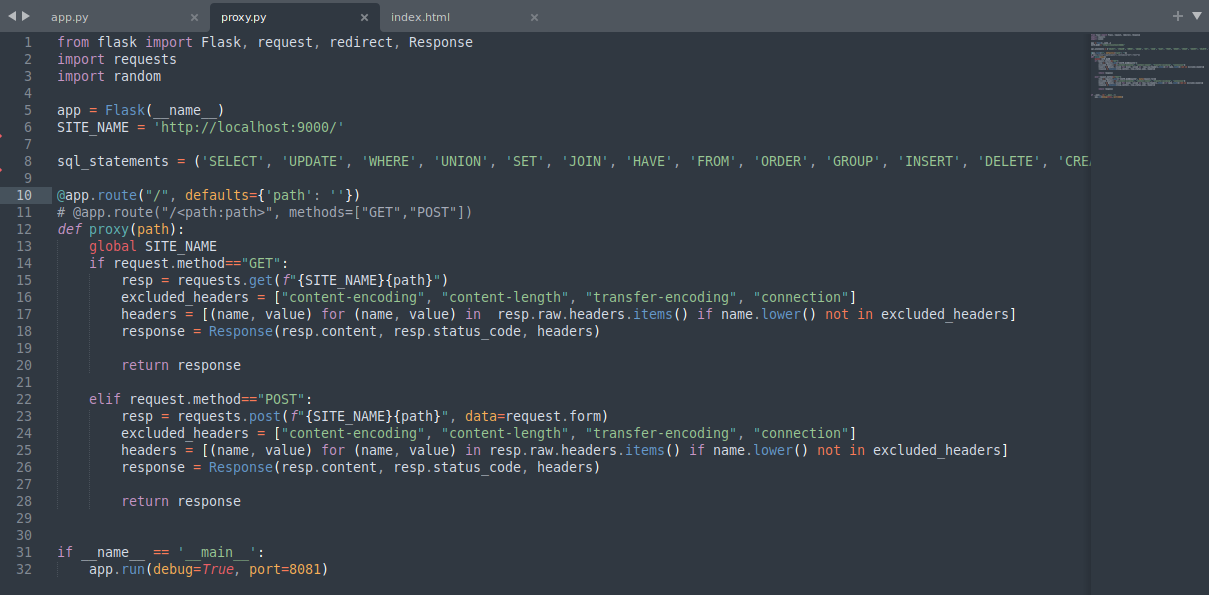 app.py × proxy.py × index.html ×
1 from flask import Flask, request, redirect, Response
2 import requests
3 import random
4
5 app = Flask(__name__)
6 SITE_NAME = 'http://localhost:9000/'
7
8 sql_statements = ('SELECT', 'UPDATE', 'WHERE', 'UNION', 'SET', 'JOIN', 'HAVE', 'FROM', 'ORDER', 'GROUP', 'INSERT', 'DELETE', 'CRE
9
10 @app.route("/", defaults={'path': ''})
11 # @app.route("/<path:path>", methods=["GET","POST"])
12 def proxy(path):
13     global SITE_NAME
14     if request.method=="GET":
15         resp = requests.get(f"{SITE_NAME}{path}")
16         excluded_headers = ["content-encoding", "content-length", "transfer-encoding", "connection"]
17         headers = [(name, value) for (name, value) in  resp.raw.headers.items() if name.lower() not in excluded_headers]
18         response = Response(resp.content, resp.status_code, headers)
19
20         return response
21
22     elif request.method=="POST":
23         resp = requests.post(f"{SITE_NAME}{path}", data=request.form)
24         excluded_headers = ["content-encoding", "content-length", "transfer-encoding", "connection"]
25         headers = [(name, value) for (name, value) in resp.raw.headers.items() if name.lower() not in excluded_headers]
26         response = Response(resp.content, resp.status_code, headers)
27
28         return response
29
30
31 if __name__ == '__main__':
32     app.run(debug=True, port=8081)